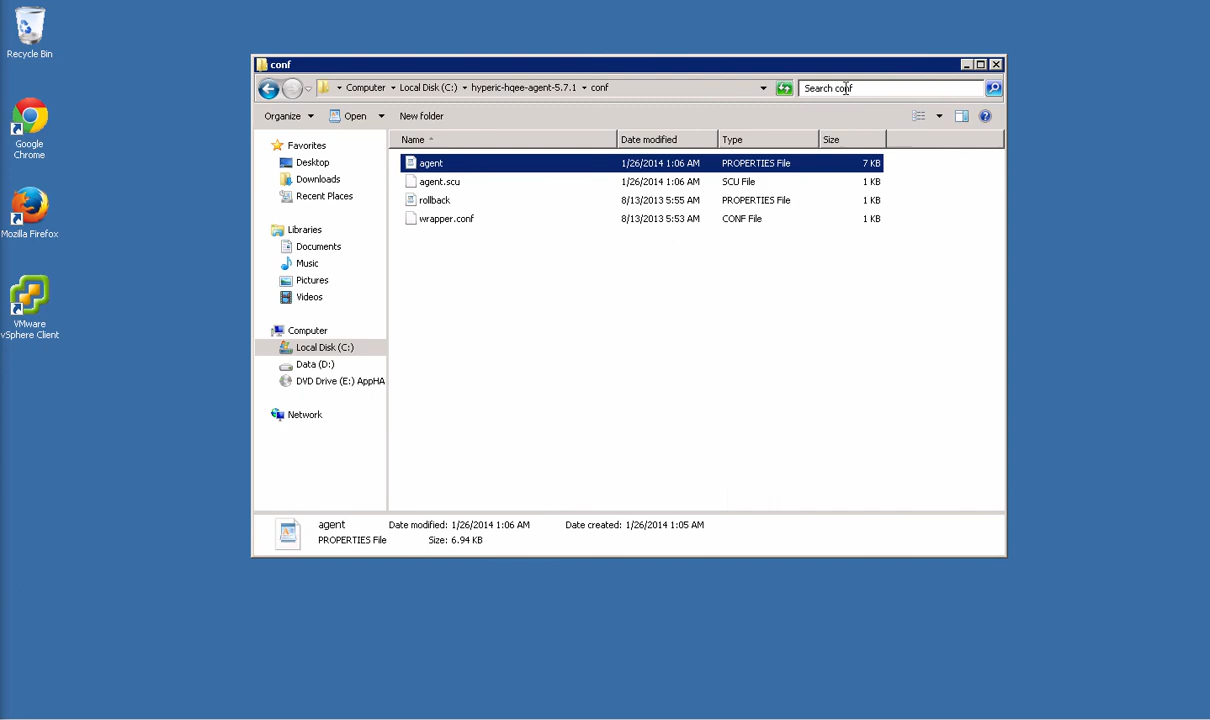 Recycle Bin
Google
Chrome
Mozilla Firefox
VMware
vSphere Client
conf
Computer Local Disk (C:) hyperic-hqee-agent-5.7.1 conf
Search conf
Organize Open New folder
Favorites
Desktop
Downloads
Recent Places
Libraries
Documents
Music
Pictures
Videos
Computer
Local Disk (C:)
Data (D:)
DVD Drive (E:) AppHA
Network
Name Date modified Type Size
agent 1/26/2014 1:06 AM PROPERTIES File 7 KB
agent.scu 1/26/2014 1:06 AM SCU File 1 KB
rollback 8/13/2013 5:55 AM PROPERTIES File 1 KB
wrapper.conf 8/13/2013 5:53 AM CONF File 1 KB
agent Date modified: 1/26/2014 1:06 AM Date created: 1/26/2014 1:05 AM
PROPERTIES File Size: 6.94 KB